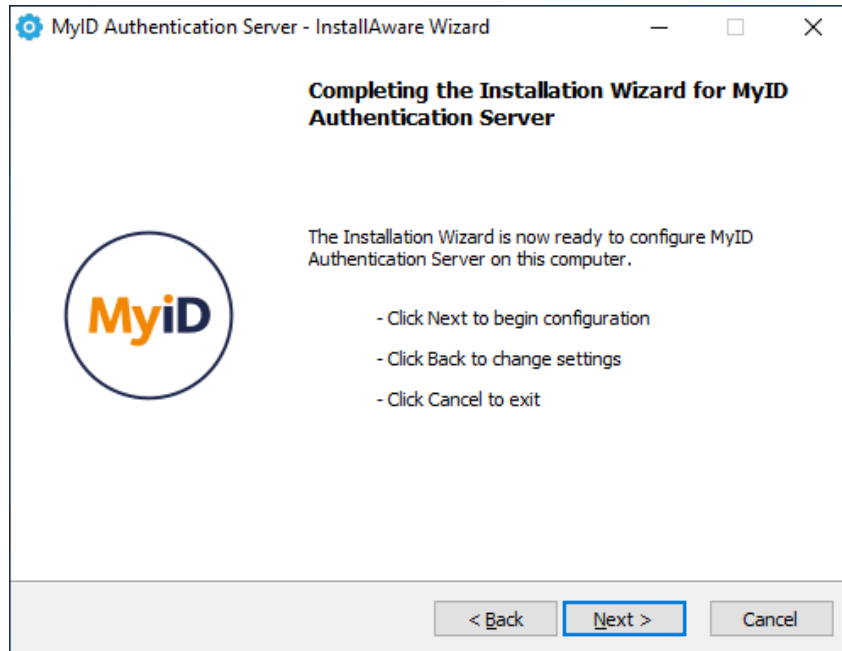 MyID Authentication Server - InstallAware Wizard
Completing the Installation Wizard for MyID
Authentication Server
The Installation Wizard is now ready to configure MyID
Authentication Server on this computer.
MyiD
- Click Next to begin configuration
- Click Back to change settings
- Click Cancel to exit
< Back
Next >
Cancel